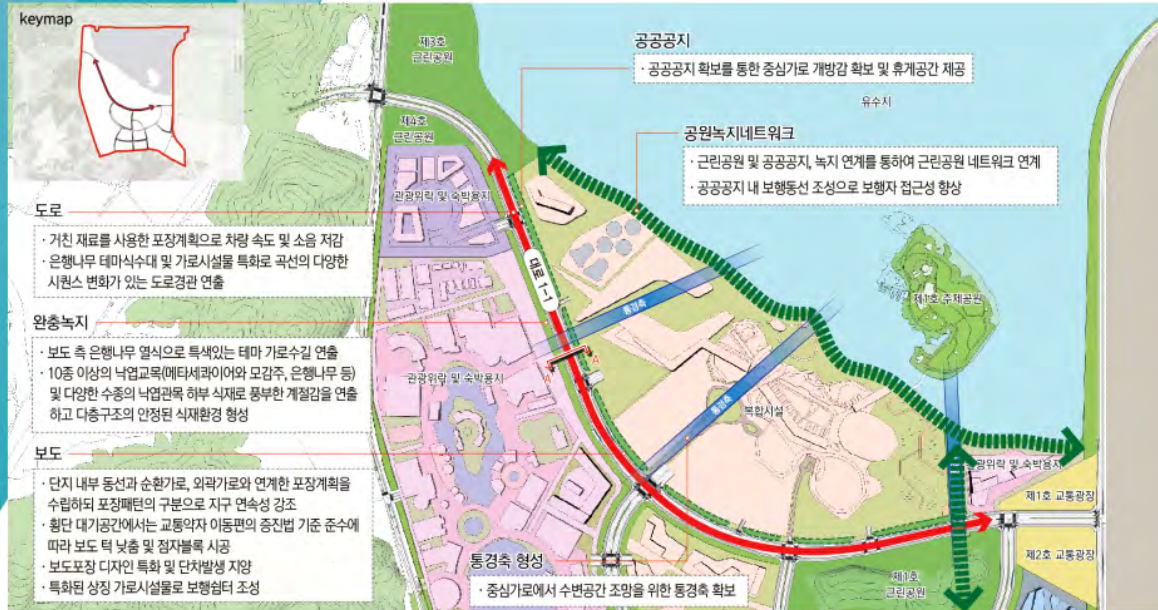 keymap
제3호
근린공원
공공공지
· 공공공지 확보를 통한 중심가로 개방감 확보 및 휴게공간 제공
유수지
제4호
근린공원
공원녹지네트워크
· 근린공원 및 공공공지, 녹지 연계를 통하여 근린공원 네트워크 연계
· 공공공지 내 보행동선 조성으로 보행자 접근성 향상
관광위락 및 숙박용지
도로
· 거친 재료를 사용한 포장계획으로 차량 속도 및 소음 저감
· 은행나무 테마식수대 및 가로시설물 특화로 곡선의 다양한
시퀀스 변화가 있는 도로경관 연출
대로 1-1
통경축
제1호 주제공원
완충녹지
· 보도 측 은행나무 열식으로 특색있는 테마 가로수길 연출
· 10종 이상의 낙엽교목(메타세콰이어와 모감주, 은행나무 등)
및 다양한 수종의 낙엽관목 하부 식재로 풍부한 계절감을 연출
하고 다층구조의 안정된 식재환경 형성
A'
A
관광위락 및 숙박용지
통경축
복합시설
보도
· 단지 내부 동선과 순환가로, 외곽가로와 연계한 포장계획을
수립하되 포장패턴의 구분으로 지구 연속성 강조
· 횡단 대기공간에서는 교통약자 이동편의 증진법 기준 준수에
따라 보도 턱 낮춤 및 점자블록 시공
· 보도포장 디자인 특화 및 단차발생 지양
· 특화된 상징 가로시설물로 보행쉼터 조성
관광위락 및 숙박용지
제1호 교통광장
제2호 교통광장
통경축 형성
· 중심가로에서 수변공간 조망을 위한 통경축 확보
제1호
근린공원